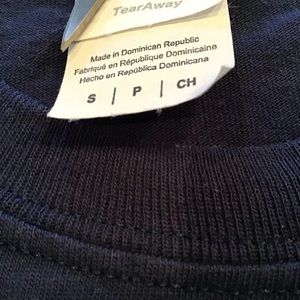 TearAway
Made in Dominican Republic
Fabriqué en République Dominicaine
Hecho en República Dominicana
S | P | CH